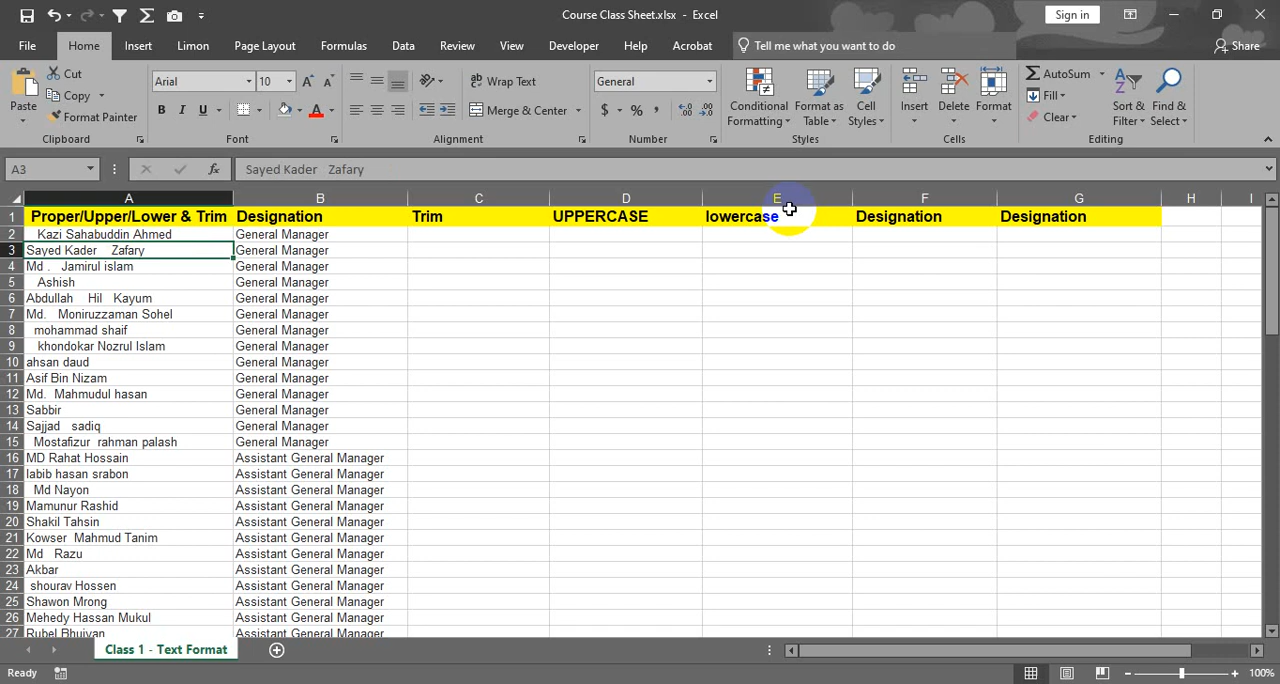 Course Class Sheet.xlsx - Excel
Sign in
File Home Insert Limon Page Layout Formulas Data Review View Developer Help Acrobat Tell me what you want to do Share
Paste
Cut
Copy
Format Painter
Clipboard
Arial 10
B I U
Font
Wrap Text
Merge & Center
Alignment
General
$ % ,
Number
Conditional Formatting
Format as Table
Cell Styles
Styles
Insert Delete Format
Cells
AutoSum
Fill
Clear
Sort & Filter
Find & Select
Editing
A3 fx Sayed Kader    Zafary
A B C D E F G H I
1 Proper/Upper/Lower & Trim Designation Trim UPPERCASE lowercase Designation Designation
2 Kazi Sahabuddin Ahmed General Manager
3 Sayed Kader    Zafary General Manager
4 Md .   Jamirul islam General Manager
5 Ashish General Manager
6 Abdullah    Hil   Kayum General Manager
7 Md.   Moniruzzaman Sohel General Manager
8 mohammad shaif General Manager
9 khondokar Nozrul Islam General Manager
10 ahsan daud General Manager
11 Asif Bin Nizam General Manager
12 Md.  Mahmudul hasan General Manager
13 Sabbir General Manager
14 Sajjad   sadiq General Manager
15 Mostafizur  rahman palash General Manager
16 MD Rahat Hossain Assistant General Manager
17 labib hasan srabon Assistant General Manager
18 Md Nayon Assistant General Manager
19 Mamunur Rashid Assistant General Manager
20 Shakil Tahsin Assistant General Manager
21 Kowser  Mahmud Tanim Assistant General Manager
22 Md   Razu Assistant General Manager
23 Akbar Assistant General Manager
24 shourav Hossen Assistant General Manager
25 Shawon Mrong Assistant General Manager
26 Mehedy Hassan Mukul Assistant General Manager
27 Rubel Bhuiyan Assistant General Manager
Class 1 - Text Format
Ready 100%